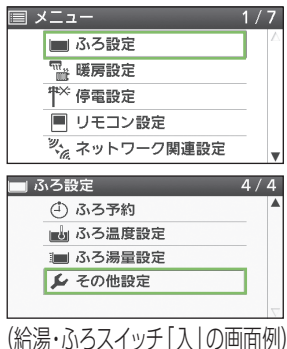 メニュー 1/7
ふろ設定
暖房設定
停電設定
リモコン設定
ネットワーク関連設定
ふろ設定 4/4
ふろ予約
ふろ温度設定
ふろ湯量設定
その他設定
(給湯・ふろスイッチ「入」の画面例)